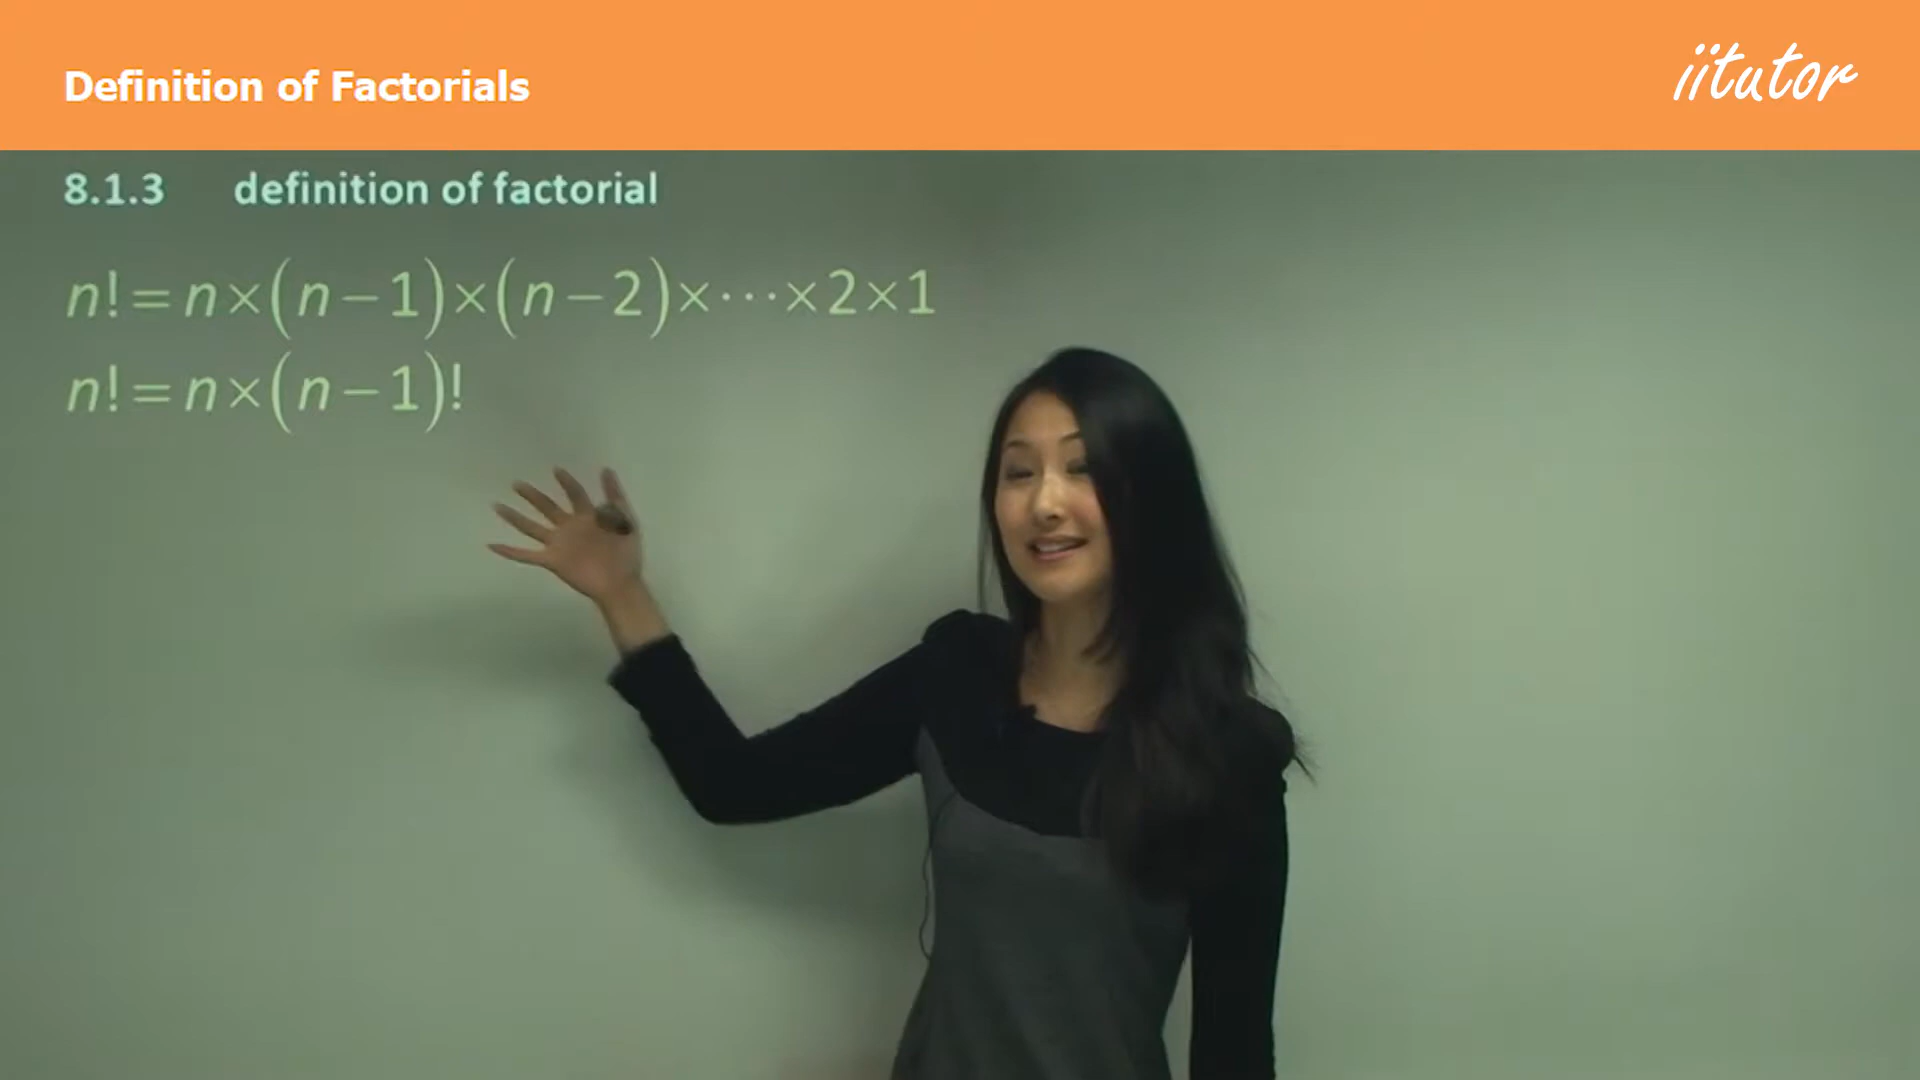 Definition of Factorials
iitutor
8.1.3 definition of factorial
n!=n×(n−1)×(n−2)×⋯×2×1
n!=n×(n−1)!